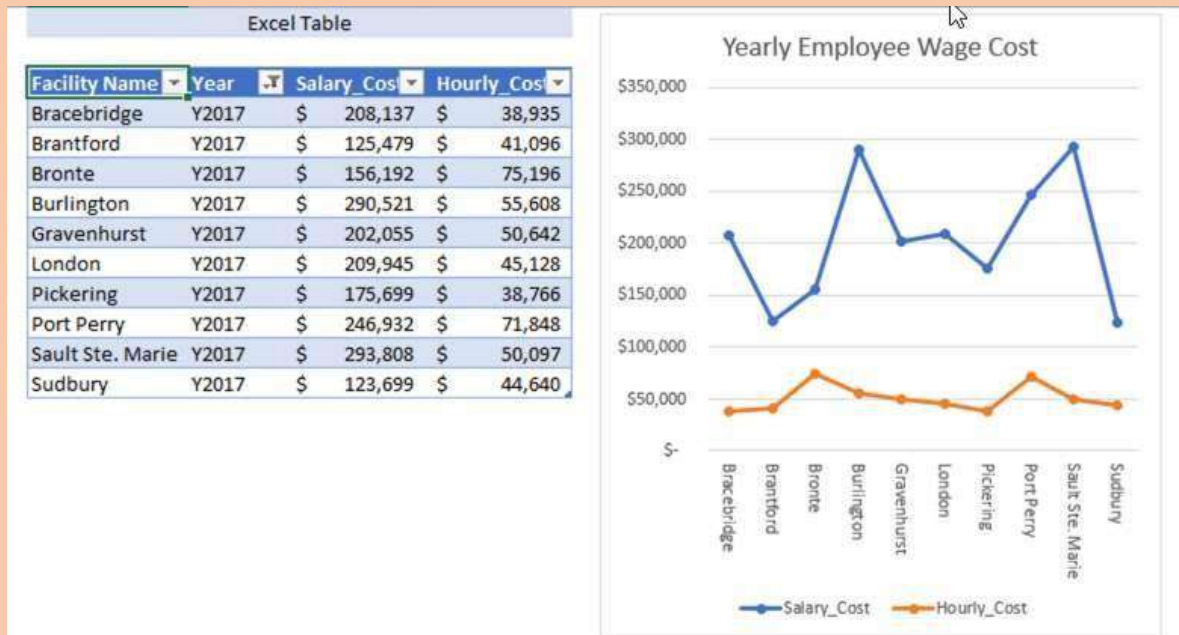 Excel Table
Facility Name Year Salary_Cos Hourly_Cos
Bracebridge Y2017 $ 208,137 $ 38,935
Brantford Y2017 $ 125,479 $ 41,096
Bronte Y2017 $ 156,192 $ 75,196
Burlington Y2017 $ 290,521 $ 55,608
Gravenhurst Y2017 $ 202,055 $ 50,642
London Y2017 $ 209,945 $ 45,128
Pickering Y2017 $ 175,699 $ 38,766
Port Perry Y2017 $ 246,932 $ 71,848
Sault Ste. Marie Y2017 $ 293,808 $ 50,097
Sudbury Y2017 $ 123,699 $ 44,640
Yearly Employee Wage Cost
$350,000
$300,000
$250,000
$200,000
$150,000
$100,000
$50,000
$-
Bracebridge
Brantford
Bronte
Burlington
Gravenhurst
London
Pickering
Port Perry
Sault Ste. Marie
Sudbury
Salary_Cost Hourly_Cost